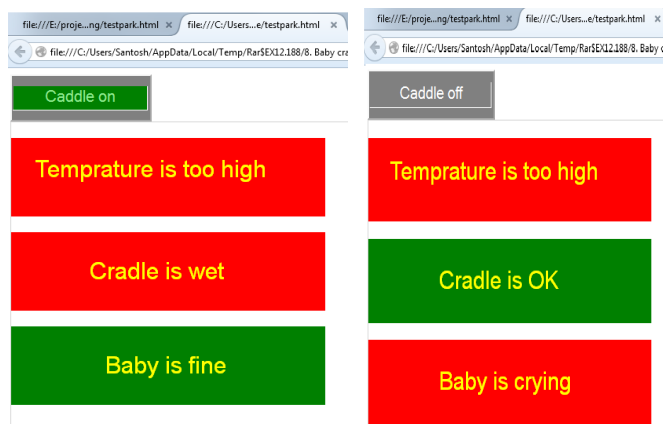 file:///E:/proje...ng/testpark.html × file:///C:/Users...e/testpark.html ×
file:///C:/Users/Santosh/AppData/Local/Temp/Rar$EX12.188/8. Baby cra
Caddle on
Temprature is too high
Cradle is wet
Baby is fine
file:///E:/proje...ng/testpark.html × file:///C:/Users...e/testpark.html ×
file:///C:/Users/Santosh/AppData/Local/Temp/Rar$EX12.188/8. Baby c
Caddle off
Temprature is too high
Cradle is OK
Baby is crying